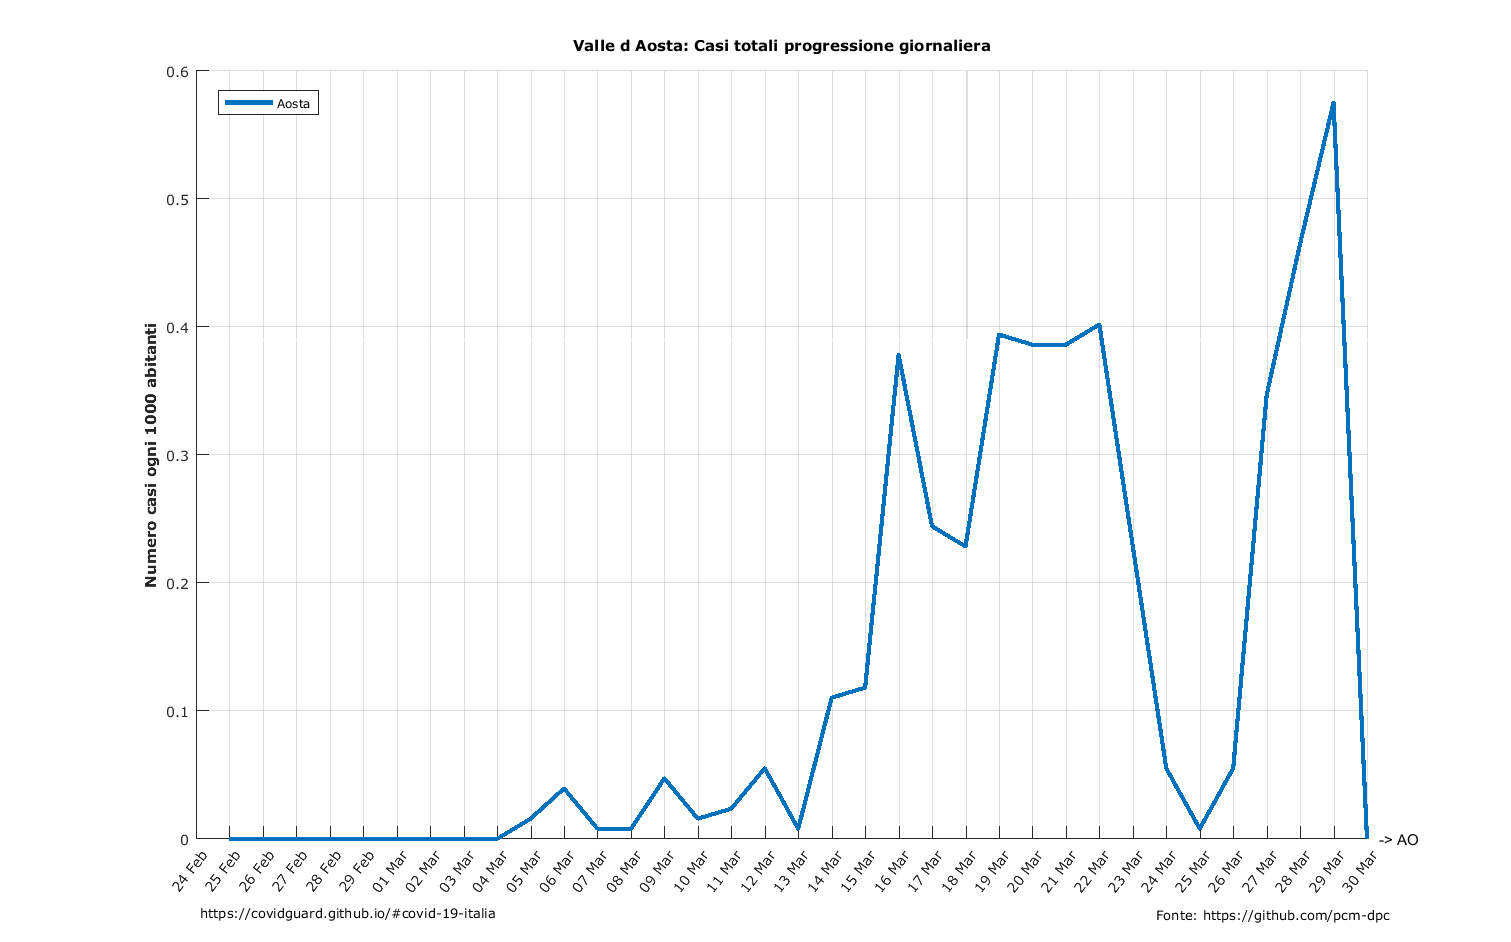 Valle d Aosta: Casi totali progressione giornaliera
Aosta
Numero casi ogni 1000 abitanti
0.6
0.5
0.4
0.3
0.2
0.1
0
24 Feb
25 Feb
26 Feb
27 Feb
28 Feb
29 Feb
01 Mar
02 Mar
03 Mar
04 Mar
05 Mar
06 Mar
07 Mar
08 Mar
09 Mar
10 Mar
11 Mar
12 Mar
13 Mar
14 Mar
15 Mar
16 Mar
17 Mar
18 Mar
19 Mar
20 Mar
21 Mar
22 Mar
23 Mar
24 Mar
25 Mar
26 Mar
27 Mar
28 Mar
29 Mar
30 Mar
-> AO
https://covidguard.github.io/#covid-19-italia
Fonte: https://github.com/pcm-dpc